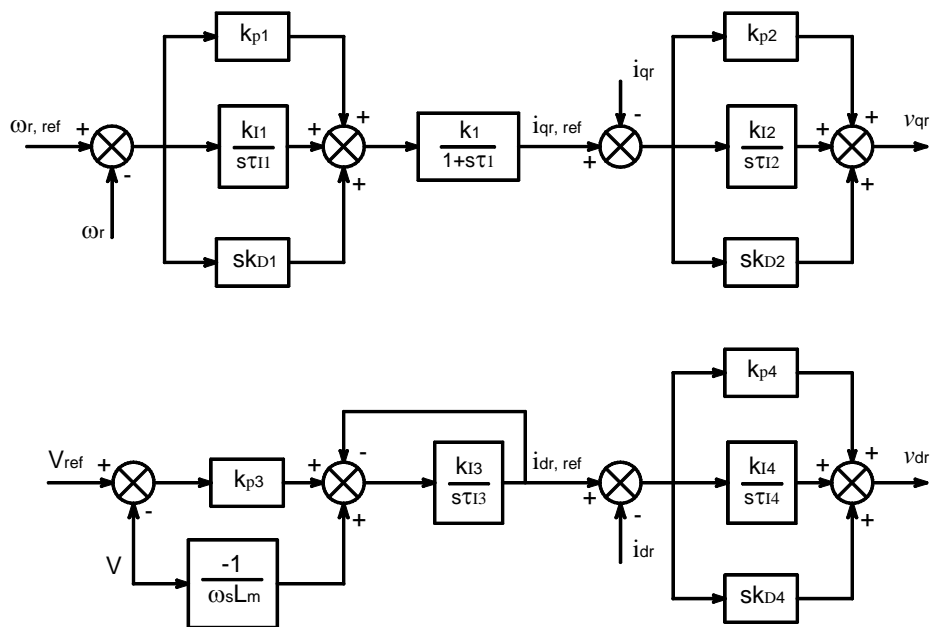 kp1
kp2
iqr
ωr, ref
+
-
kI1
sτI1
+
+
+
k1
1+sτ1
iqr, ref
-
+
kI2
sτI2
+
+
+
vqr
ωr
skD1
skD2
kp4
Vref
+
-
kp3
+
-
+
kI3
sτI3
idr, ref
+
-
kI4
sτI4
+
+
+
vdr
V
-1
ωsLm
idr
skD4